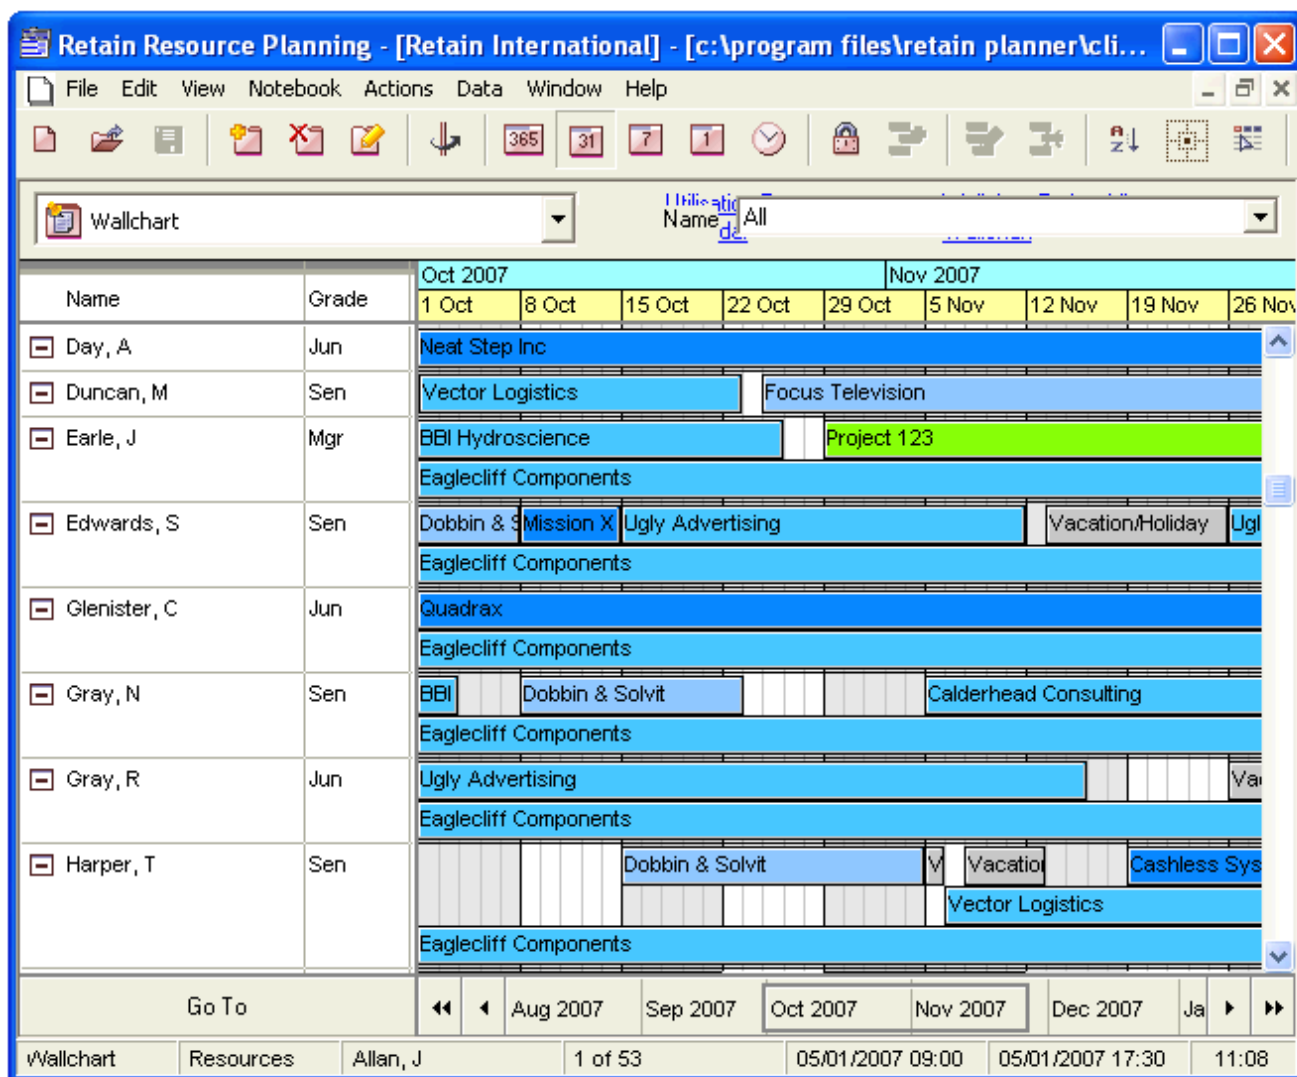 Retain Resource Planning - [Retain International] - [c:\program files\retain planner\cli...
File Edit View Notebook Actions Data Window Help
365 31 7 1
Wallchart Name All
Oct 2007 Nov 2007
Name Grade 1 Oct 8 Oct 15 Oct 22 Oct 29 Oct 5 Nov 12 Nov 19 Nov 26 Nov
Day, A Jun Neat Step Inc
Duncan, M Sen Vector Logistics Focus Television
Earle, J Mgr BBI Hydroscience Project 123
Eaglecliff Components
Edwards, S Sen Dobbin & S Mission X Ugly Advertising Vacation/Holiday Ugl
Eaglecliff Components
Glenister, C Jun Quadrax
Eaglecliff Components
Gray, N Sen BBI Dobbin & Solvit Calderhead Consulting
Eaglecliff Components
Gray, R Jun Ugly Advertising Va
Eaglecliff Components
Harper, T Sen Dobbin & Solvit V Vacatio Cashless Sys
Vector Logistics
Eaglecliff Components
Go To Aug 2007 Sep 2007 Oct 2007 Nov 2007 Dec 2007 Ja
Wallchart Resources Allan, J 1 of 53 05/01/2007 09:00 05/01/2007 17:30 11:08